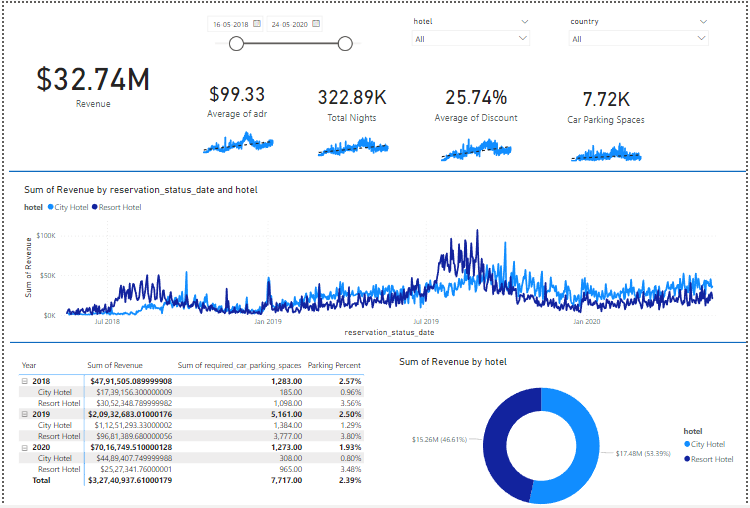 16-05-2018 24-05-2020
hotel
All
country
All
$32.74M
Revenue
$99.33
Average of adr
322.89K
Total Nights
25.74%
Average of Discount
7.72K
Car Parking Spaces
Sum of Revenue by reservation_status_date and hotel
hotel City Hotel Resort Hotel
Sum of Revenue
$100K
$50K
$0K
Jul 2018 Jan 2019 Jul 2019 Jan 2020
reservation_status_date
Year Sum of Revenue Sum of required_car_parking_spaces Parking Percent
2018 $47,91,505.089999908 1,283.00 2.57%
City Hotel $17,39,156.300000009 185.00 0.96%
Resort Hotel $30,52,348.789999982 1,098.00 3.56%
2019 $2,09,32,683.01000176 5,161.00 2.50%
City Hotel $1,12,51,293.33000002 1,384.00 1.29%
Resort Hotel $96,81,389.680000056 3,777.00 3.80%
2020 $70,16,749.510000128 1,273.00 1.93%
City Hotel $44,89,407.749999988 308.00 0.80%
Resort Hotel $25,27,341.76000001 965.00 3.48%
Total $3,27,40,937.61000179 7,717.00 2.39%
Sum of Revenue by hotel
$15.26M (46.61%)
$17.48M (53.39%)
hotel
City Hotel
Resort Hotel